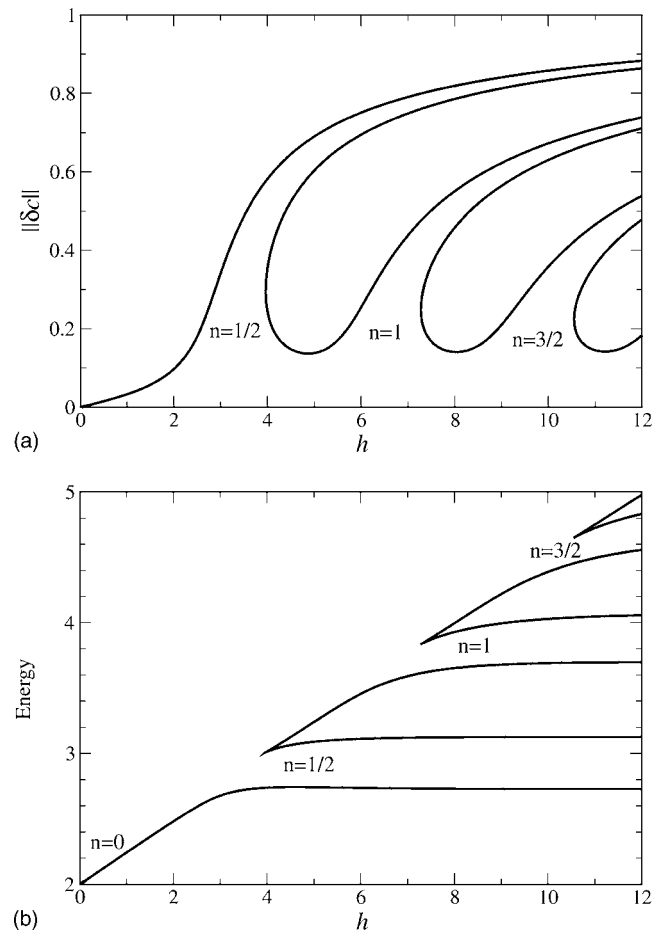 1
0.8
0.6
||δc||
0.4
0.2
n=1/2
n=1
n=3/2
0
0 2 4 6 8 10 12
(a)
h
5
n=3/2
4
n=1
Energy
3
n=1/2
n=0
2
0 2 4 6 8 10 12
(b)
h